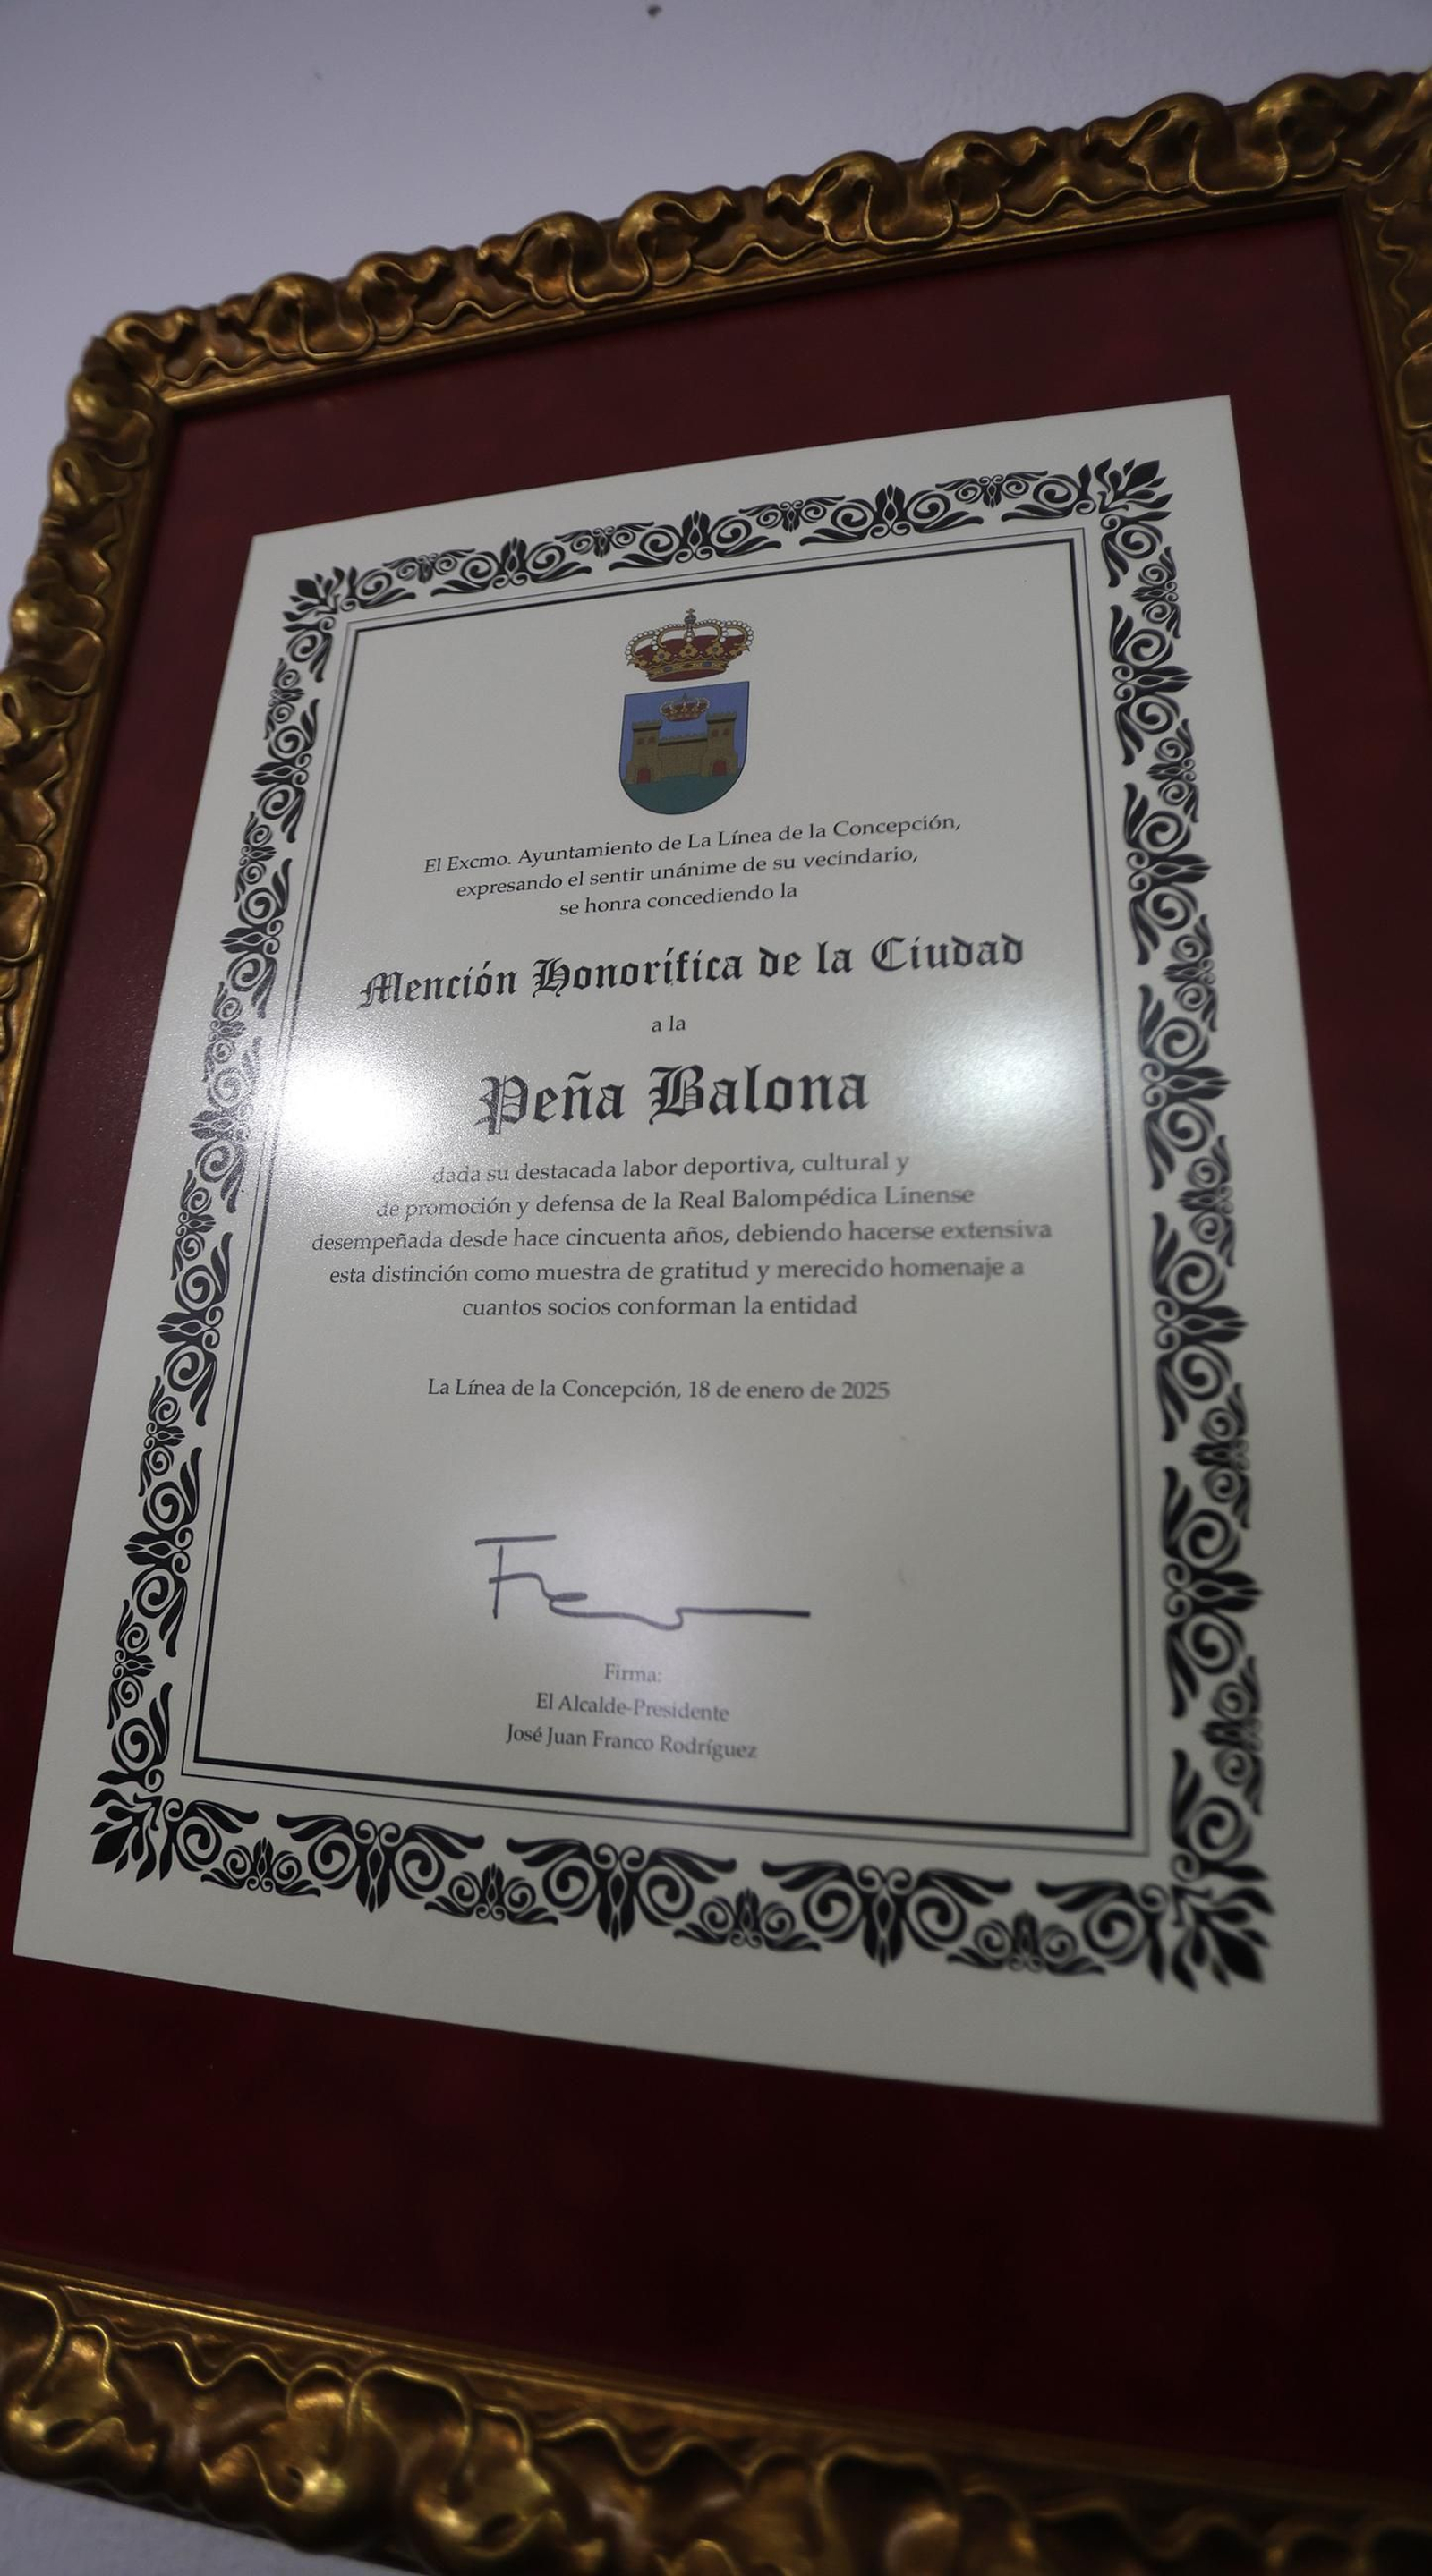 El Excmo. Ayuntamiento de La Línea de la Concepción,
expresando el sentir unánime de su vecindario,
se honra concediendo la
Mención Honorífica de la Ciudad
a la
Peña Balona
dada su destacada labor deportiva, cultural y
de promoción y defensa de la Real Balompédica Linense
desempeñada desde hace cincuenta años, debiendo hacerse extensiva
esta distinción como muestra de gratitud y merecido homenaje a
cuantos socios conforman la entidad
La Línea de la Concepción, 18 de enero de 2025
Firma:
El Alcalde-Presidente
José Juan Franco Rodríguez